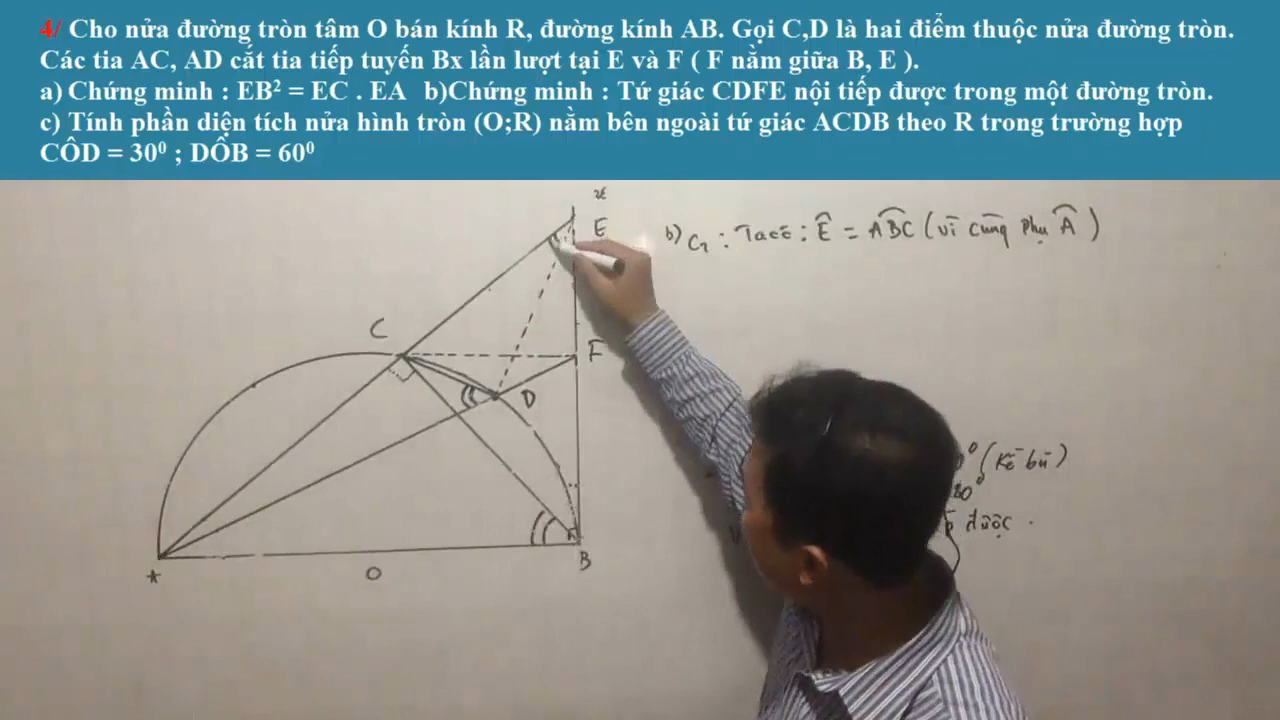 4/ Cho nửa đường tròn tâm O bán kính R, đường kính AB. Gọi C,D là hai điểm thuộc nửa đường tròn.
Các tia AC, AD cắt tia tiếp tuyến Bx lần lượt tại E và F ( F nằm giữa B, E ).
a) Chứng minh : EB² = EC . EA b)Chứng minh : Tứ giác CDFE nội tiếp được trong một đường tròn.
c) Tính phần diện tích nửa hình tròn (O;R) nằm bên ngoài tứ giác ACDB theo R trong trường hợp
CÔD = 30⁰ ; DÔB = 60⁰
x
E
b) C₁ : Ta có : Ê = ABC (vì cùng phụ Â )
C
F
D
⁰ (kề bù)
80⁰
được .
A
O
B